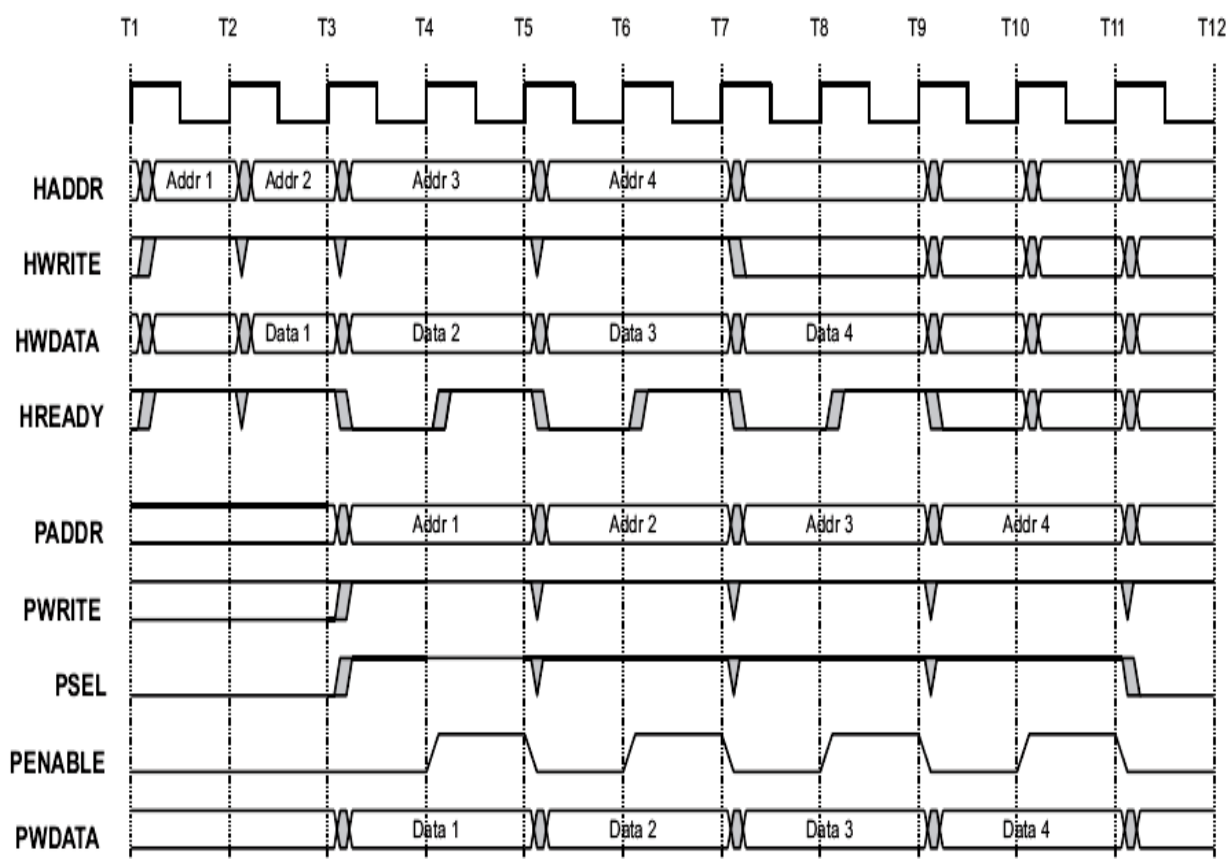 T1 T2 T3 T4 T5 T6 T7 T8 T9 T10 T11 T12
HADDR Addr 1 Addr 2 Addr 3 Addr 4
HWRITE
HWDATA Data 1 Data 2 Data 3 Data 4
HREADY
PADDR Addr 1 Addr 2 Addr 3 Addr 4
PWRITE
PSEL
PENABLE
PWDATA Data 1 Data 2 Data 3 Data 4